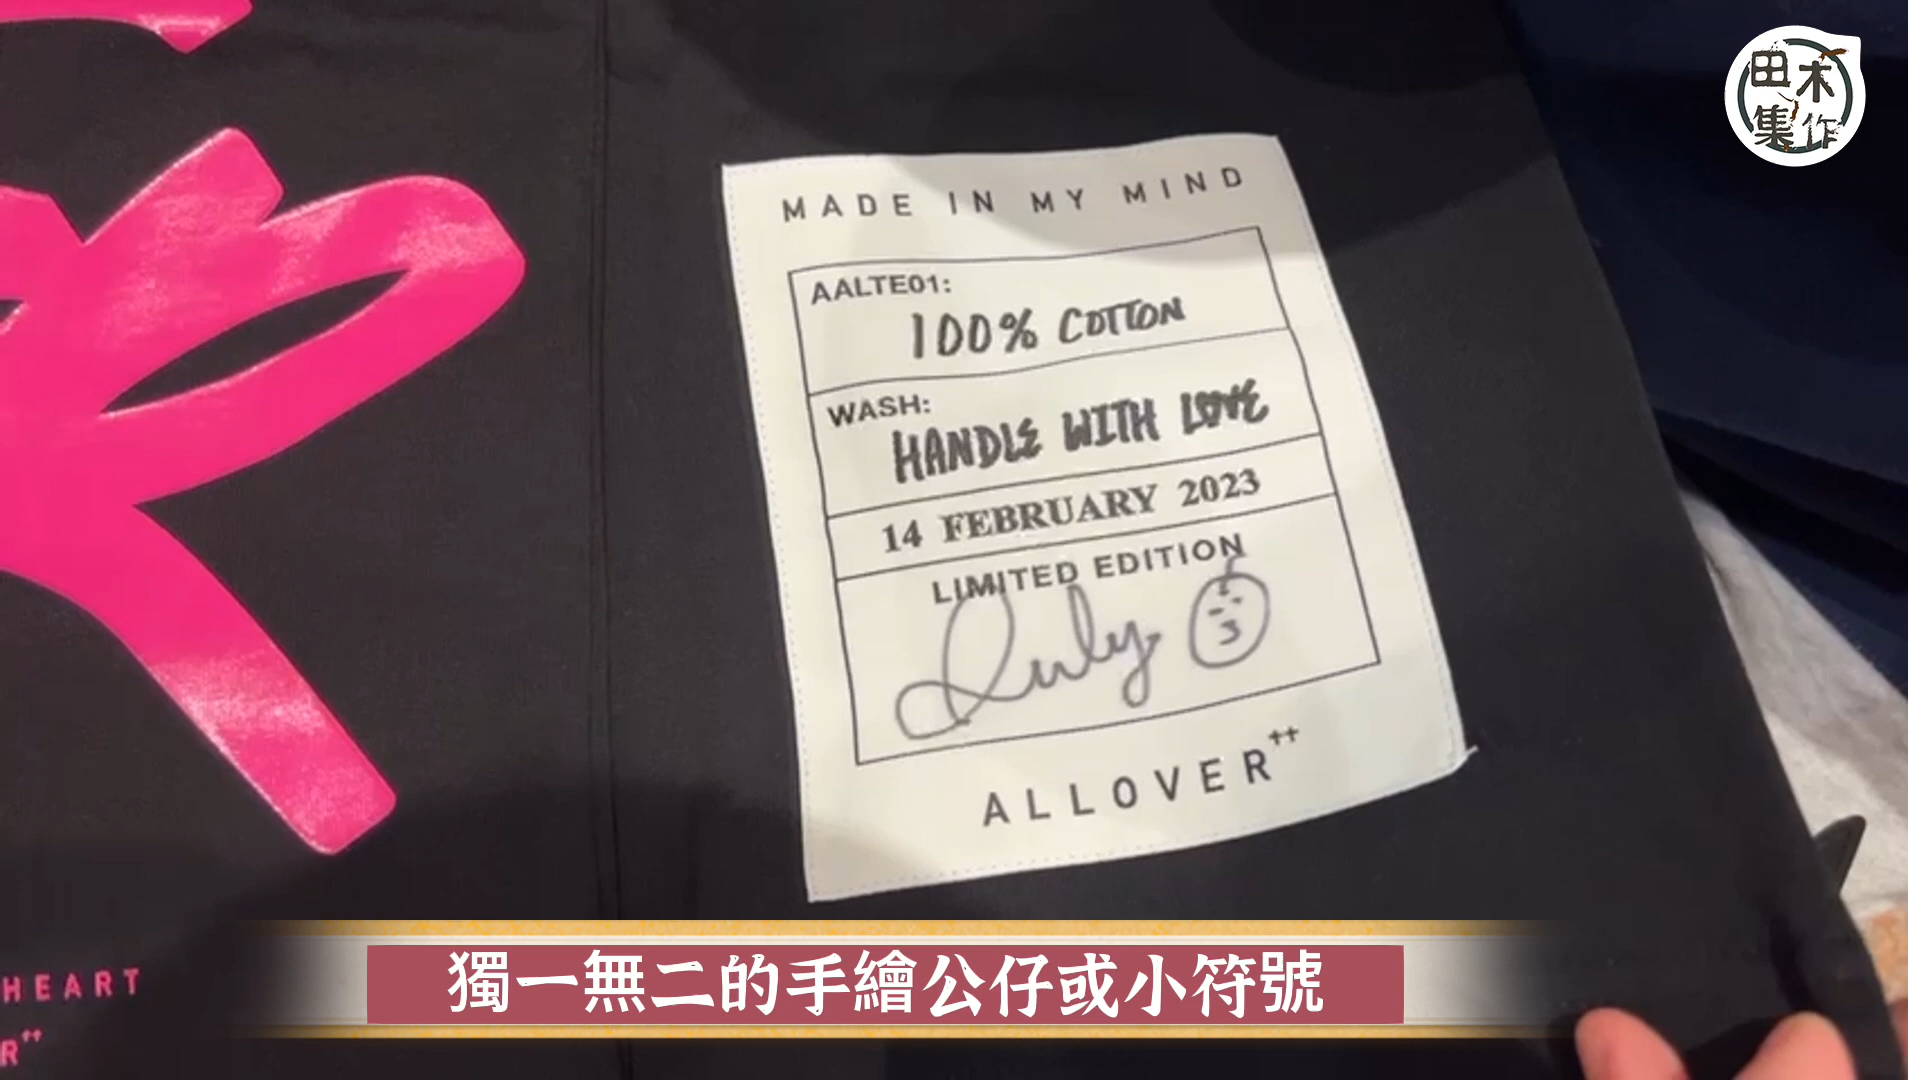 田木
集作
MADE IN MY MIND
AALTE01:
100% COTTON
WASH:
HANDLE WITH LOVE
14 FEBRUARY 2023
LIMITED EDITION
ALLOVER++
HEART
R++
獨一無二的手繪公仔或小符號